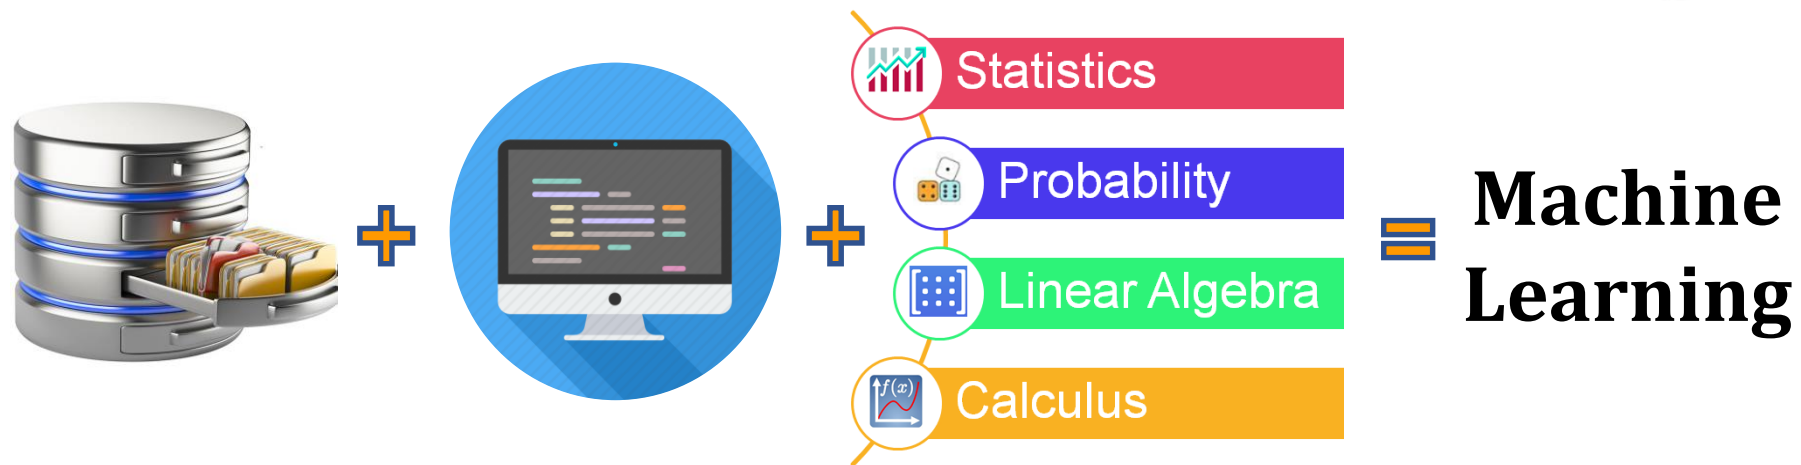 Statistics
Probability
Linear Algebra
f(x)
Calculus
Machine
Learning